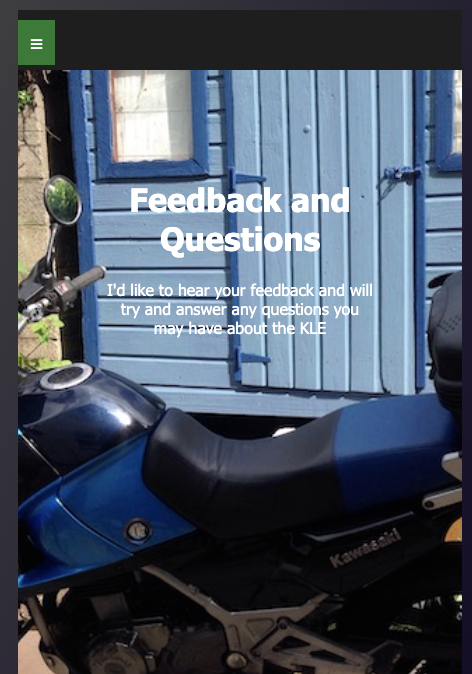 Feedback and
Questions
I'd like to hear your feedback and will
try and answer any questions you
may have about the KLE
Kawasaki